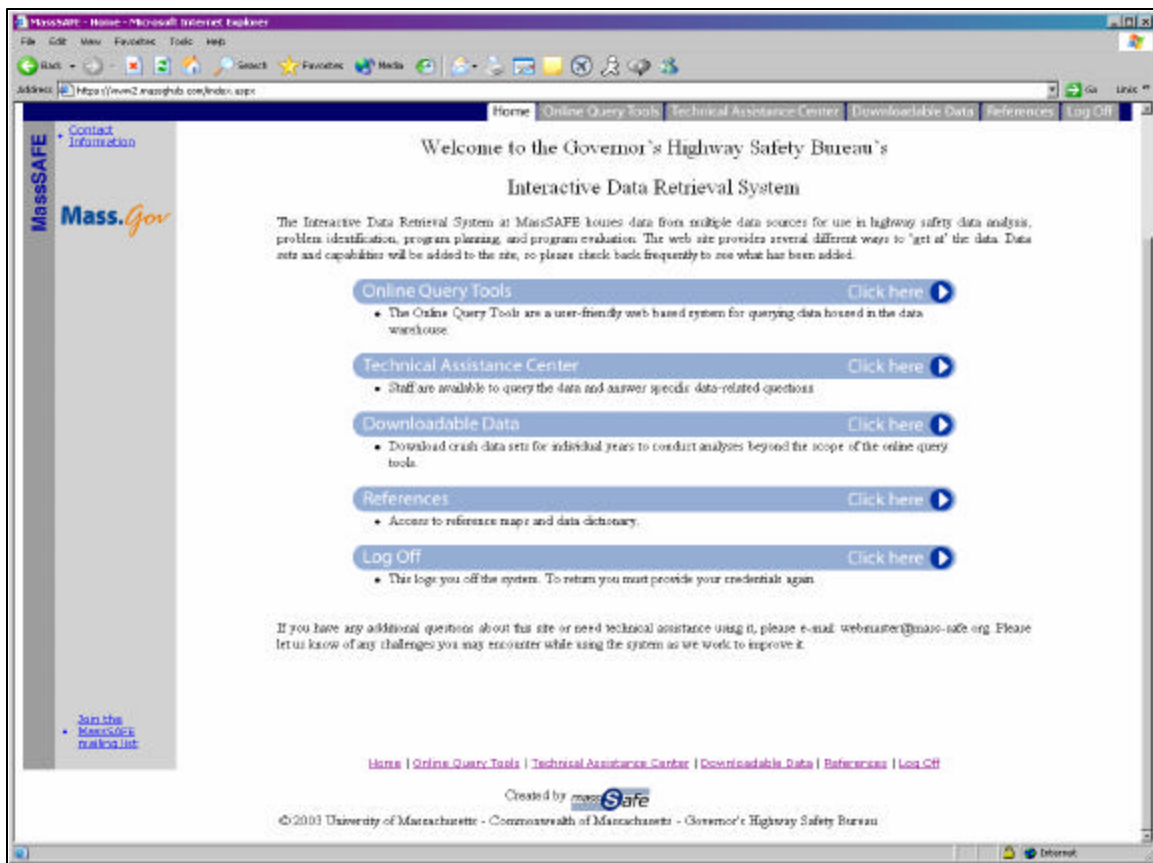 MassSAFE - Home - Microsoft Internet Explorer
File Edit View Favorites Tools Help
Back Search Favorites Media
Address https://www2.massghsb.com/index.aspx Go Links »
Home Online Query Tools Technical Assistance Center Downloadable Data References Log Off
MassSAFE
Contact
Information
Mass.Gov
Welcome to the Governor's Highway Safety Bureau's
Interactive Data Retrieval System
The Interactive Data Retrieval System at MassSAFE houses data from multiple data sources for use in highway safety data analysis,
problem identification, program planning, and program evaluation. The web site provides several different ways to 'get at' the data. Data
sets and capabilities will be added to the site, so please check back frequently to see what has been added.
Online Query Tools Click here
• The Online Query Tools are a user-friendly web based system for querying data housed in the data
warehouse.
Technical Assistance Center Click here
• Staff are available to query the data and answer specific data-related questions
Downloadable Data Click here
• Download crash data sets for individual years to conduct analyses beyond the scope of the online query
tools.
References Click here
• Access to reference maps and data dictionary.
Log Off Click here
• This logs you off the system. To return you must provide your credentials again
If you have any additional questions about this site or need technical assistance using it, please e-mail: webmaster@mass-safe.org. Please
let us know of any challenges you may encounter while using the system as we work to improve it.
Join the
MassSAFE
mailing list
Home | Online Query Tools | Technical Assistance Center | Downloadable Data | References | Log Off
Created by massSafe
© 2003 University of Massachusetts - Commonwealth of Massachusetts - Governor's Highway Safety Bureau
Internet